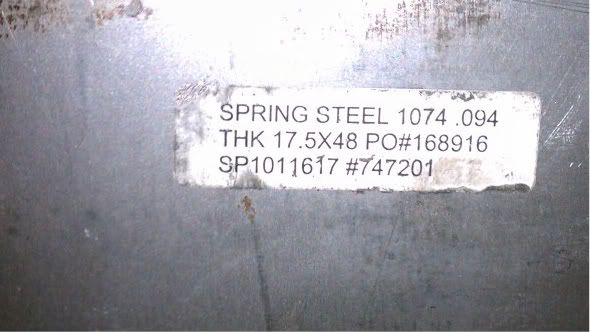 SPRING STEEL 1074 .094
THK 17.5X48 PO#168916
SP1011617 #747201